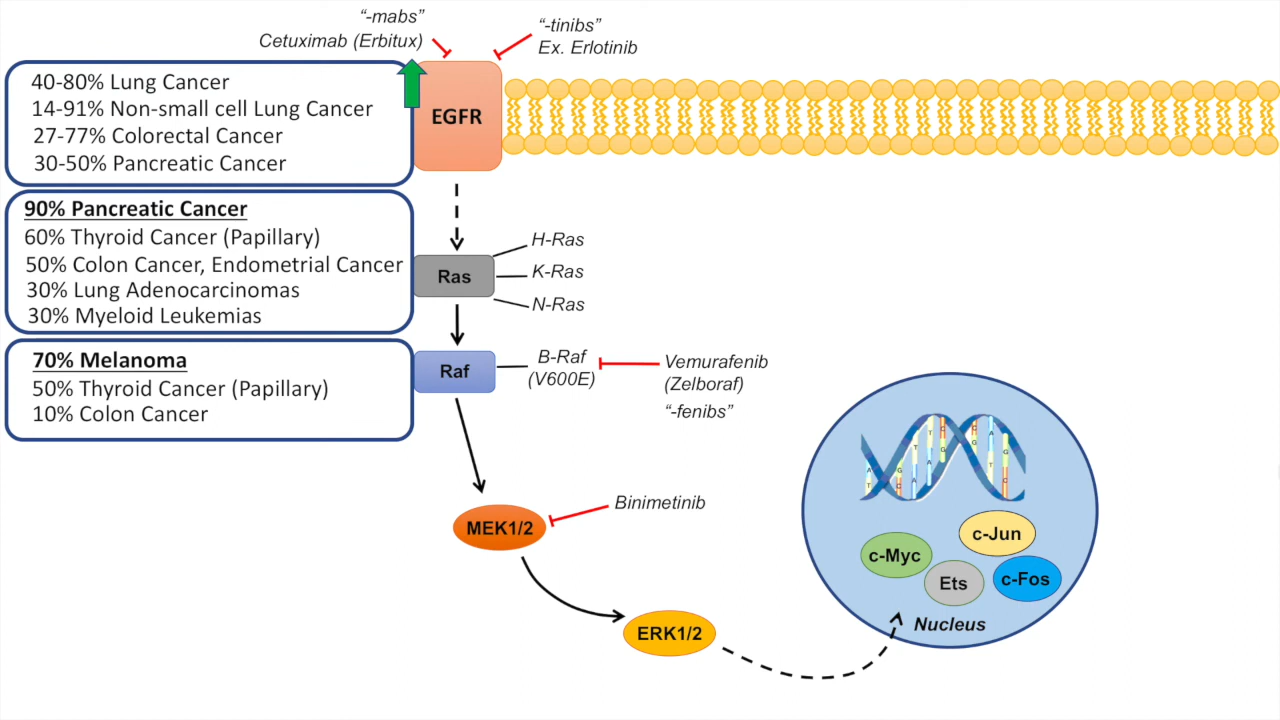 “-mabs”
Cetuximab (Erbitux)
“-tinibs”
Ex. Erlotinib
40-80% Lung Cancer
14-91% Non-small cell Lung Cancer
27-77% Colorectal Cancer
30-50% Pancreatic Cancer
EGFR
90% Pancreatic Cancer
60% Thyroid Cancer (Papillary)
50% Colon Cancer, Endometrial Cancer
30% Lung Adenocarcinomas
30% Myeloid Leukemias
Ras
H-Ras
K-Ras
N-Ras
70% Melanoma
50% Thyroid Cancer (Papillary)
10% Colon Cancer
Raf
B-Raf
(V600E)
Vemurafenib
(Zelboraf)
“-fenibs”
MEK1/2
Binimetinib
ERK1/2
c-Myc
c-Jun
Ets
c-Fos
Nucleus